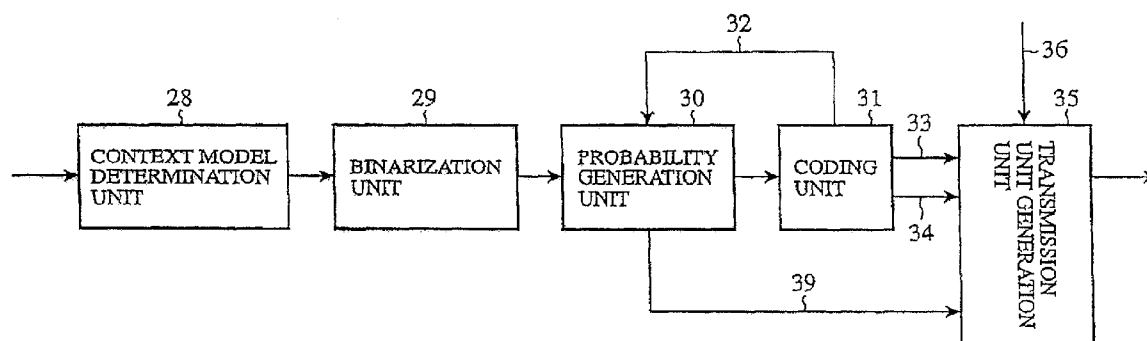 32
36
28
29
30
31
33
35
CONTEXT MODEL
DETERMINATION
UNIT
BINARIZATION
UNIT
PROBABILITY
GENERATION
UNIT
CODING
UNIT
34
TRANSMISSION
UNIT GENERATION
UNIT
39